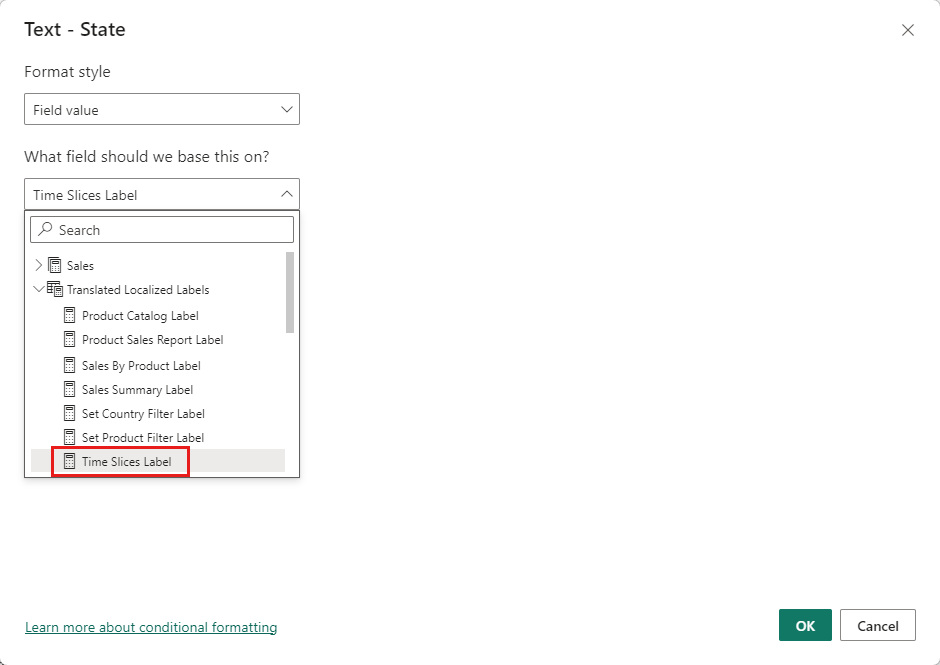 Text - State
Format style
Field value
What field should we base this on?
Time Slices Label
Search
Sales
Translated Localized Labels
Product Catalog Label
Product Sales Report Label
Sales By Product Label
Sales Summary Label
Set Country Filter Label
Set Product Filter Label
Time Slices Label
Learn more about conditional formatting
OK
Cancel